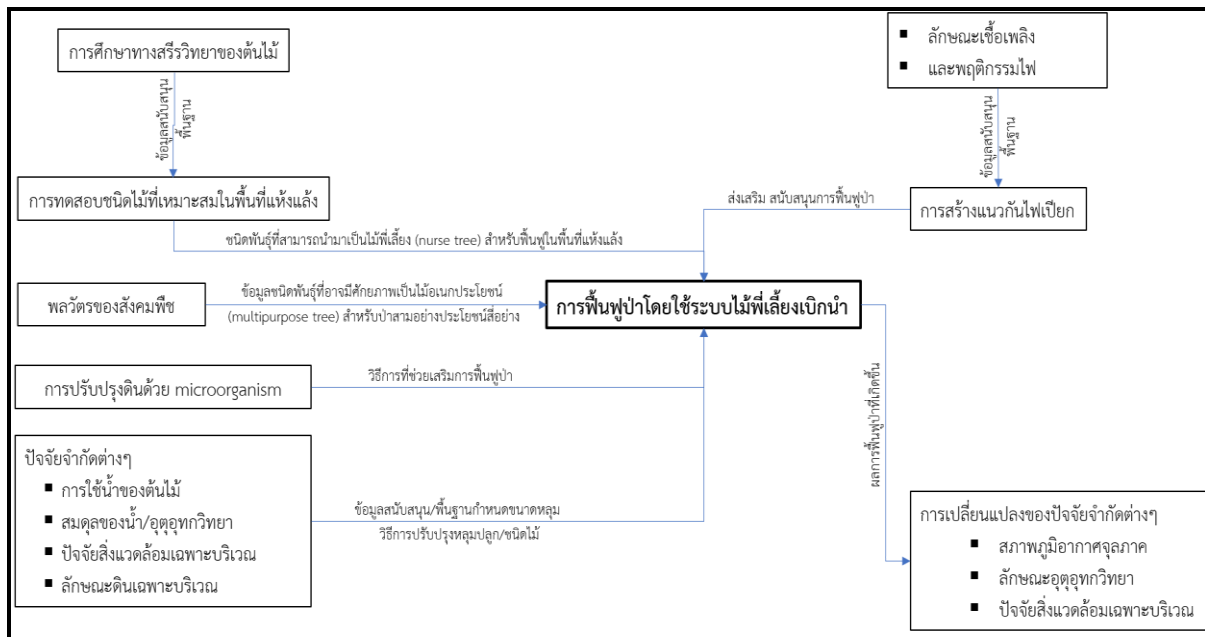 การศึกษาทางสรีรวิทยาของต้นไม้
▪ ลักษณะเชื้อเพลิง
▪ และพฤติกรรมไฟ
ข้อมูลสนับสนุน
พื้นฐาน
ข้อมูลสนับสนุน
พื้นฐาน
การทดสอบชนิดไม้ที่เหมาะสมในพื้นที่แห้งแล้ง
ส่งเสริม สนับสนุนการฟื้นฟูป่า
การสร้างแนวกันไฟเปียก
ชนิดพันธุ์ที่สามารถนำมาเป็นไม้พี่เลี้ยง (nurse tree) สำหรับฟื้นฟูในพื้นที่แห้งแล้ง
พลวัตรของสังคมพืช
ข้อมูลชนิดพันธุ์ที่อาจมีศักยภาพเป็นไม้อเนกประโยชน์
(multipurpose tree) สำหรับป่าสามอย่างประโยชน์สี่อย่าง
การฟื้นฟูป่าโดยใช้ระบบไม้พี่เลี้ยงเบิกนำ
การปรับปรุงดินด้วย microorganism
วิธีการที่ช่วยเสริมการฟื้นฟูป่า
ผลการฟื้นฟูป่าที่เกิดขึ้น
ปัจจัยจำกัดต่างๆ
▪ การใช้น้ำของต้นไม้
▪ สมดุลของน้ำ/อุตุอุทกวิทยา
▪ ปัจจัยสิ่งแวดล้อมเฉพาะบริเวณ
▪ ลักษณะดินเฉพาะบริเวณ
ข้อมูลสนับสนุน/พื้นฐานกำหนดขนาดหลุม
วิธีการปรับปรุงหลุมปลูก/ชนิดไม้
การเปลี่ยนแปลงของปัจจัยจำกัดต่างๆ
▪ สภาพภูมิอากาศจุลภาค
▪ ลักษณะอุตุอุทกวิทยา
▪ ปัจจัยสิ่งแวดล้อมเฉพาะบริเวณ